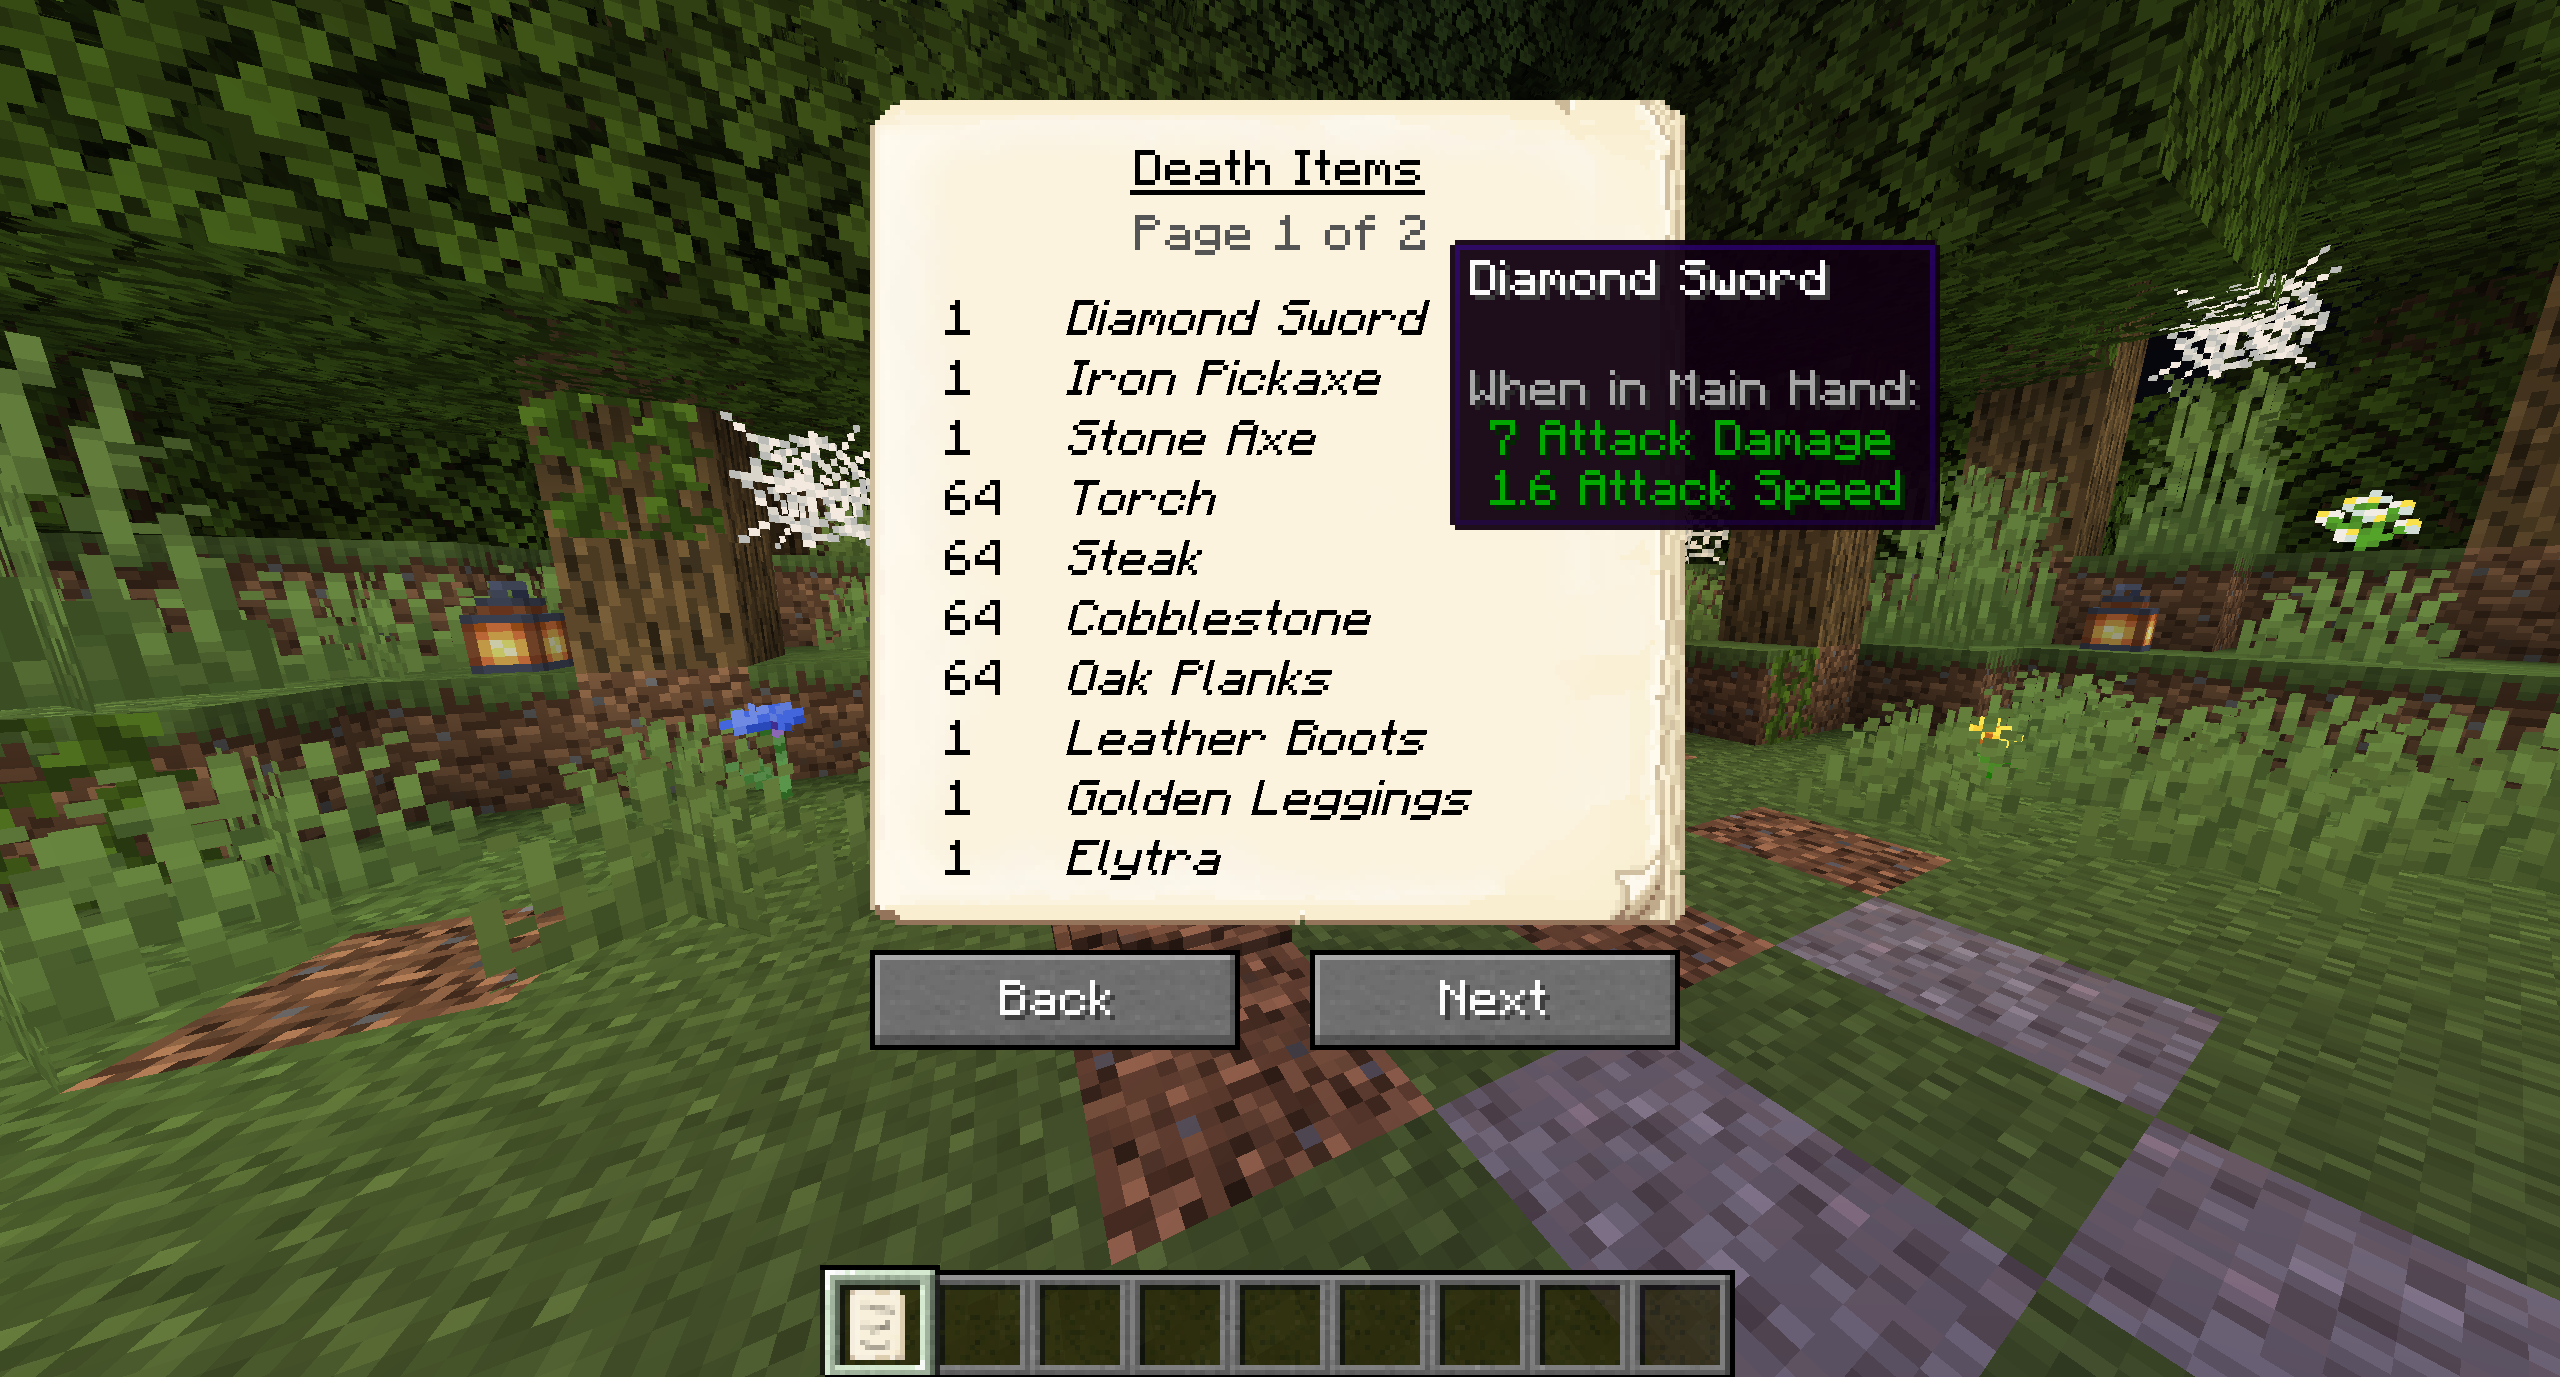 Death Items
Page 1 of 2
1 Diamond Sword
1 Iron Pickaxe
1 Stone Axe
64 Torch
64 Steak
64 Cobblestone
64 Oak Planks
1 Leather Boots
1 Golden Leggings
1 Elytra
Diamond Sword
When in Main Hand:
7 Attack Damage
1.6 Attack Speed
Back
Next